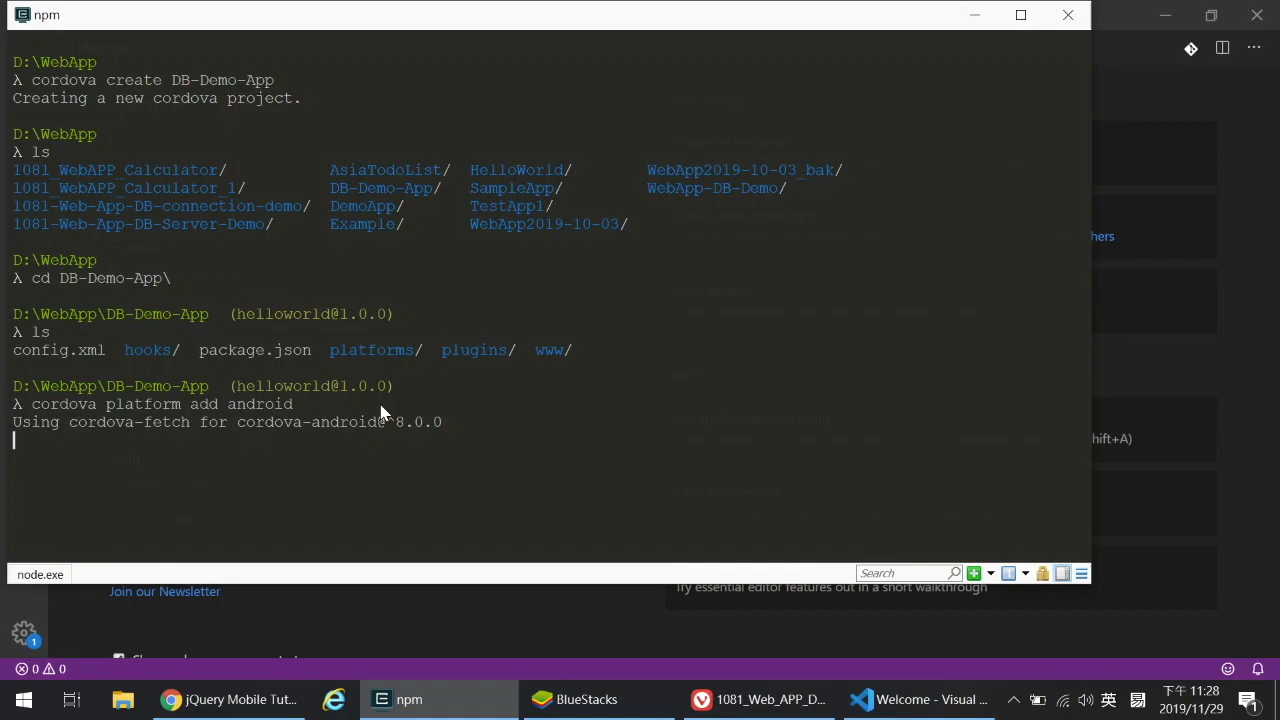 npm
D:\WebApp
λ cordova create DB-Demo-App
Creating a new cordova project.
D:\WebApp
λ ls
1081_WebAPP_Calculator/ AsiaTodoList/ HelloWorld/ WebApp2019-10-03_bak/
1081_WebAPP_Calculator_1/ DB-Demo-App/ SampleApp/ WebApp-DB-Demo/
1081-Web-App-DB-connection-demo/ DemoApp/ TestAppl/
1081-Web-App-DB-Server-Demo/ Example/ WebApp2019-10-03/
D:\WebApp
λ cd DB-Demo-App\
D:\WebApp\DB-Demo-App (helloworld@1.0.0)
λ ls
config.xml hooks/ package.json platforms/ plugins/ www/
D:\WebApp\DB-Demo-App (helloworld@1.0.0)
λ cordova platform add android
Using cordova-fetch for cordova-android@^8.0.0
hers
hift+A)
node.exe
Search
Try essential editor features out in a short walkthrough
Join our Newsletter
1
0 0
jQuery Mobile Tut...
npm
BlueStacks
1081_Web_APP_D...
Welcome - Visual ...
英
下午 11:28
2019/11/29
1